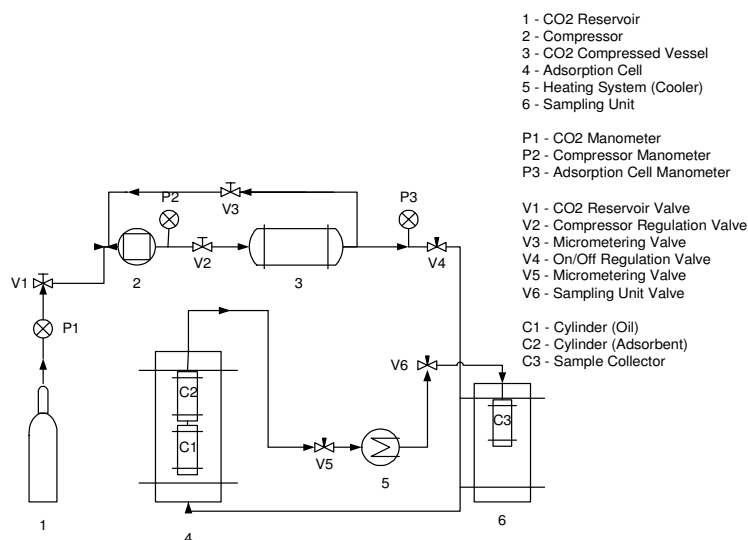 1 - CO2 Reservoir
2 - Compressor
3 - CO2 Compressed Vessel
4 - Adsorption Cell
5 - Heating System (Cooler)
6 - Sampling Unit
P1 - CO2 Manometer
P2 - Compressor Manometer
P3 - Adsorption Cell Manometer
V1 - CO2 Reservoir Valve
V2 - Compressor Regulation Valve
V3 - Micrometering Valve
V4 - On/Off Regulation Valve
V5 - Micrometering Valve
V6 - Sampling Unit Valve
C1 - Cylinder (Oil)
C2 - Cylinder (Adsorbent)
C3 - Sample Collector
P2
V3
P3
V2
V4
2
3
V1
P1
V6
C2
C3
C1
V5
5
1
4
6